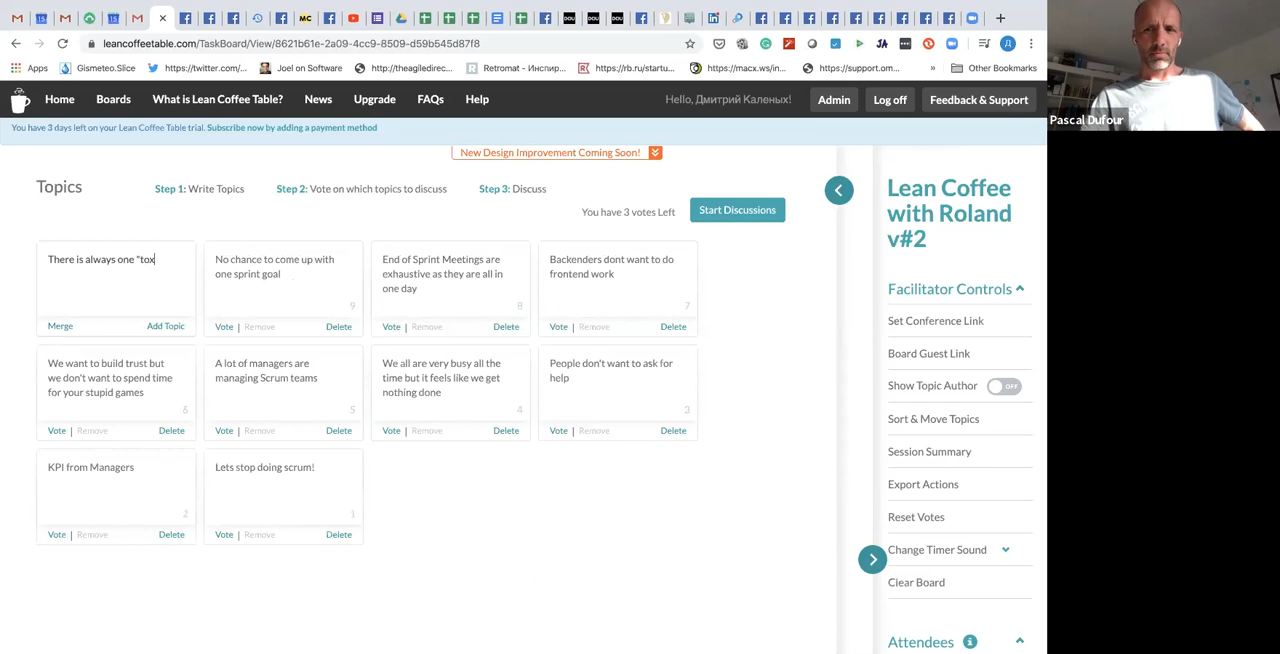 leancoffeetable.com/TaskBoard/View/8621b61e-2a09-4cc9-8509-d59b545d87f8
Apps Gismeteo.Slice https://twitter.com/... Joel on Software http://theagiledirec... Retromat - Инспир... https://rb.ru/startu... https://macx.ws/in... https://support.om... » Other Bookmarks
Home Boards What is Lean Coffee Table? News Upgrade FAQs Help Hello, Дмитрий Каленых! Admin Log off Feedback & Support
Pascal Dufour
You have 3 days left on your Lean Coffee Table trial. Subscribe now by adding a payment method
New Design Improvement Coming Soon!
Topics
Step 1: Write Topics Step 2: Vote on which topics to discuss Step 3: Discuss
You have 3 votes Left Start Discussions
There is always one "tox
Merge Add Topic
No chance to come up with
one sprint goal
9
Vote | Remove Delete
End of Sprint Meetings are
exhaustive as they are all in
one day
8
Vote | Remove Delete
Backenders dont want to do
frontend work
7
Vote | Remove Delete
We want to build trust but
we don't want to spend time
for your stupid games
6
Vote | Remove Delete
A lot of managers are
managing Scrum teams
5
Vote | Remove Delete
We all are very busy all the
time but it feels like we get
nothing done
4
Vote | Remove Delete
People don't want to ask for
help
3
Vote | Remove Delete
KPI from Managers
2
Vote | Remove Delete
Lets stop doing scrum!
1
Vote | Remove Delete
Lean Coffee
with Roland
v#2
Facilitator Controls
Set Conference Link
Board Guest Link
Show Topic Author OFF
Sort & Move Topics
Session Summary
Export Actions
Reset Votes
Change Timer Sound
Clear Board
Attendees